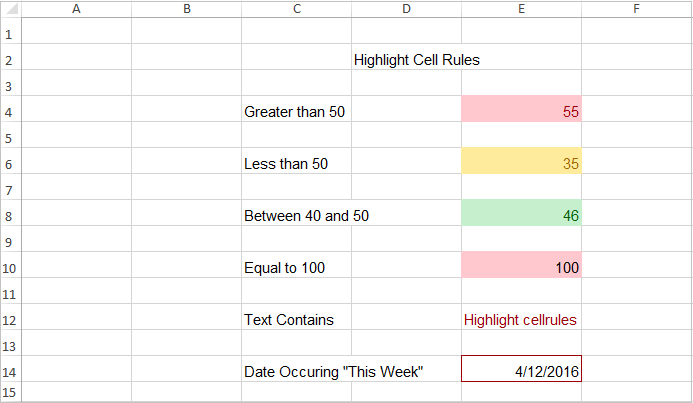 A B C D E F
1
2 Highlight Cell Rules
3
4 Greater than 50 55
5
6 Less than 50 35
7
8 Between 40 and 50 46
9
10 Equal to 100 100
11
12 Text Contains Highlight cellrules
13
14 Date Occuring "This Week" 4/12/2016
15